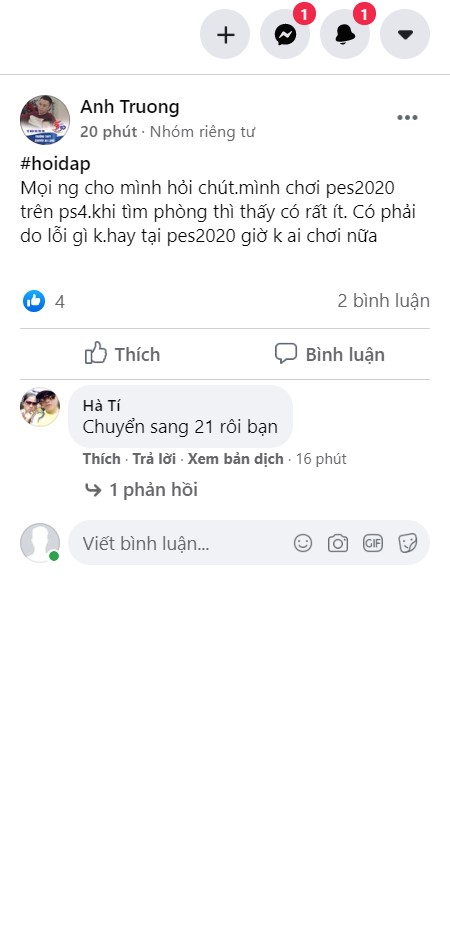 1
1
Anh Truong
20 phút · Nhóm riêng tư
#hoidap
Mọi ng cho mình hỏi chút.mình chơi pes2020
trên ps4.khi tìm phòng thì thấy có rất ít. Có phải
do lỗi gì k.hay tại pes2020 giờ k ai chơi nữa
4
2 bình luận
Thích
Bình luận
Hà Tí
Chuyển sang 21 rôi bạn
Thích · Trả lời · Xem bản dịch · 16 phút
1 phản hồi
Viết bình luận...
GIF